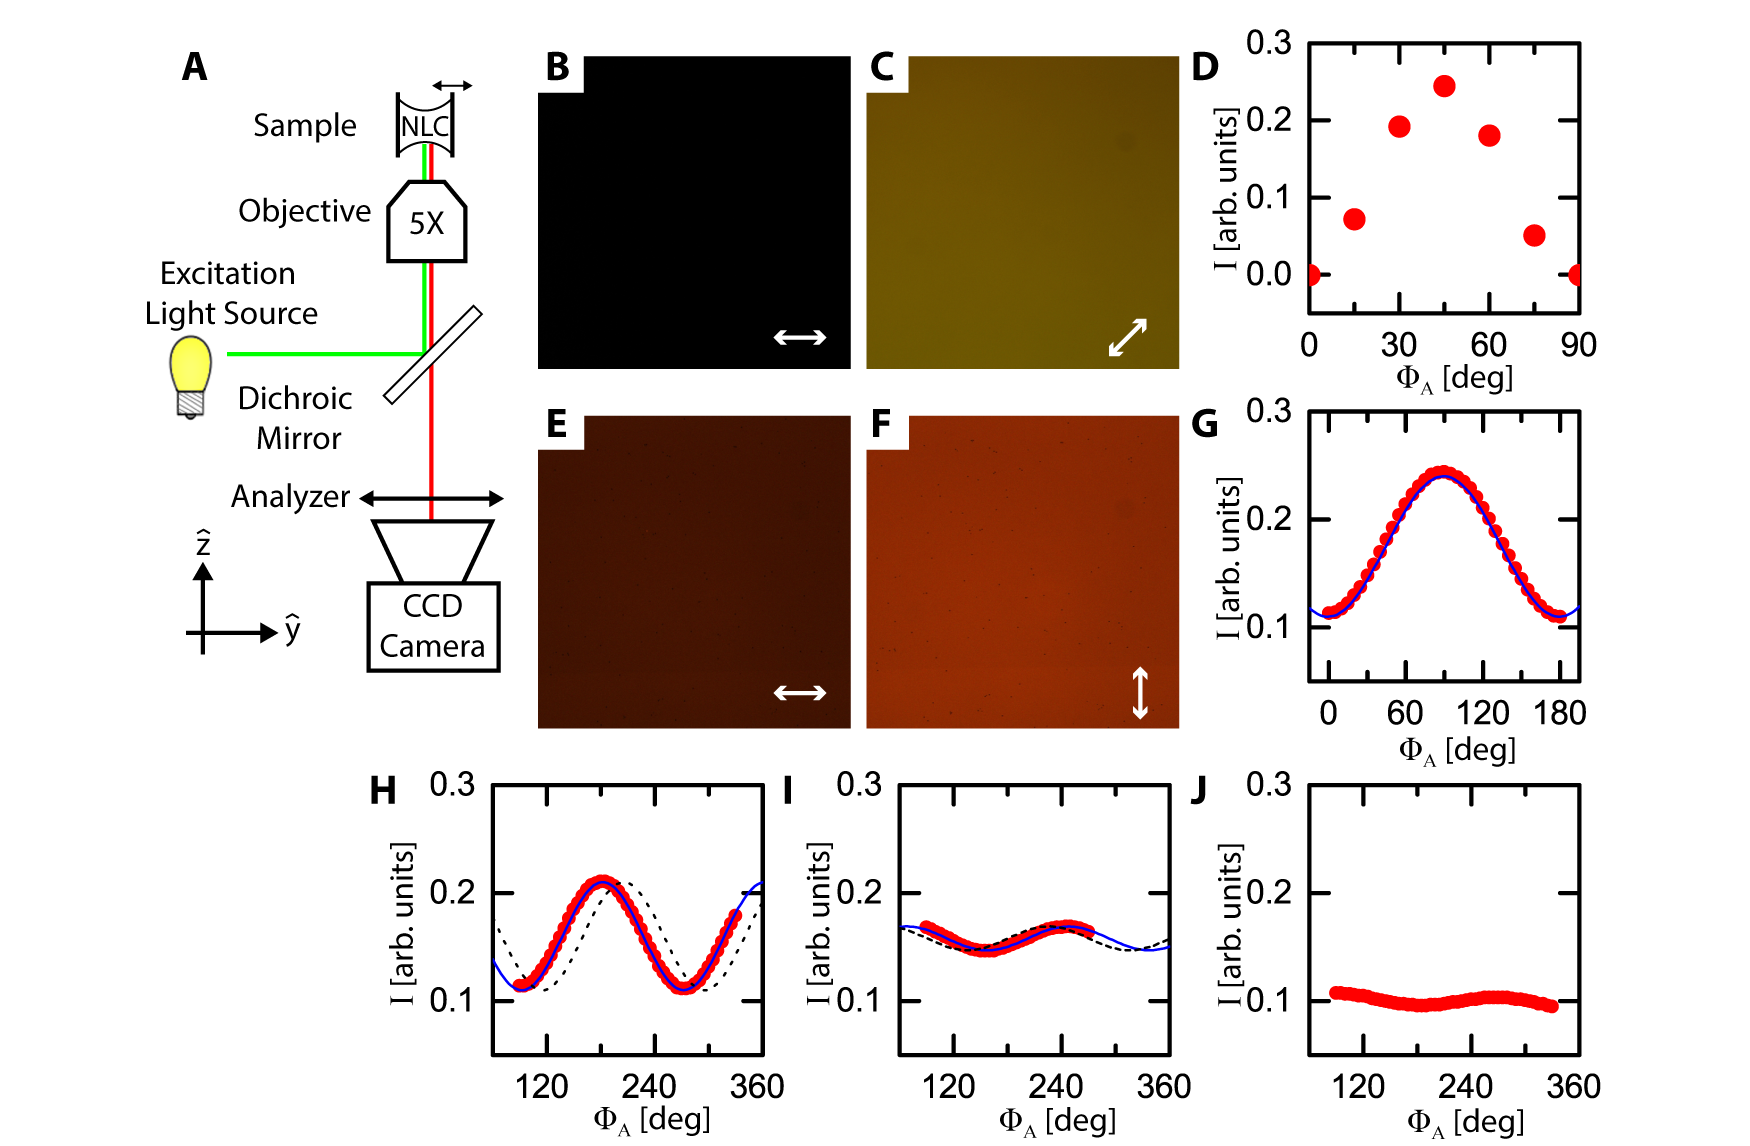 A
Sample
NLC
Objective
5X
Excitation
Light Source
Dichroic
Mirror
Analyzer
ẑ
ŷ
CCD
Camera
B
C
D
0.3
0.2
0.1
0.0
I [arb. units]
0 30 60 90
Φ_A [deg]
E
F
G
0.3
0.2
0.1
I [arb. units]
0 60 120 180
Φ_A [deg]
H
0.3
0.2
0.1
I [arb. units]
120 240 360
Φ_A [deg]
I
0.3
0.2
0.1
I [arb. units]
120 240 360
Φ_A [deg]
J
0.3
0.2
0.1
I [arb. units]
120 240 360
Φ_A [deg]